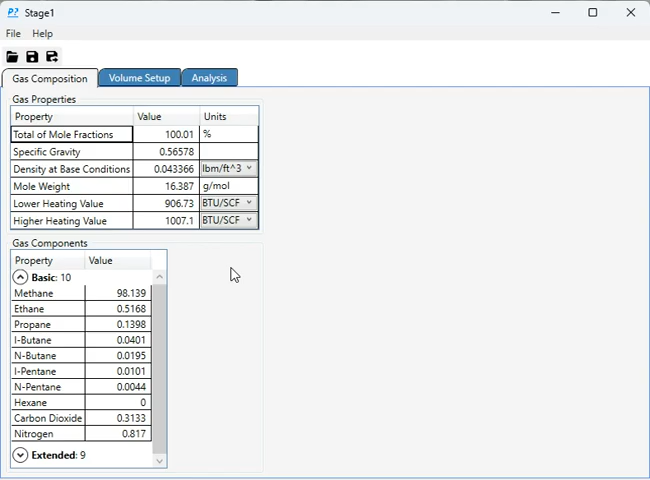 P? Stage1
File Help
Gas Composition Volume Setup Analysis
Gas Properties
Property Value Units
Total of Mole Fractions 100.01 %
Specific Gravity 0.56578
Density at Base Conditions 0.043366 lbm/ft^3
Mole Weight 16.387 g/mol
Lower Heating Value 906.73 BTU/SCF
Higher Heating Value 1007.1 BTU/SCF
Gas Components
Property Value
Basic: 10
Methane 98.139
Ethane 0.5168
Propane 0.1398
I-Butane 0.0401
N-Butane 0.0195
I-Pentane 0.0101
N-Pentane 0.0044
Hexane 0
Carbon Dioxide 0.3133
Nitrogen 0.817
Extended: 9